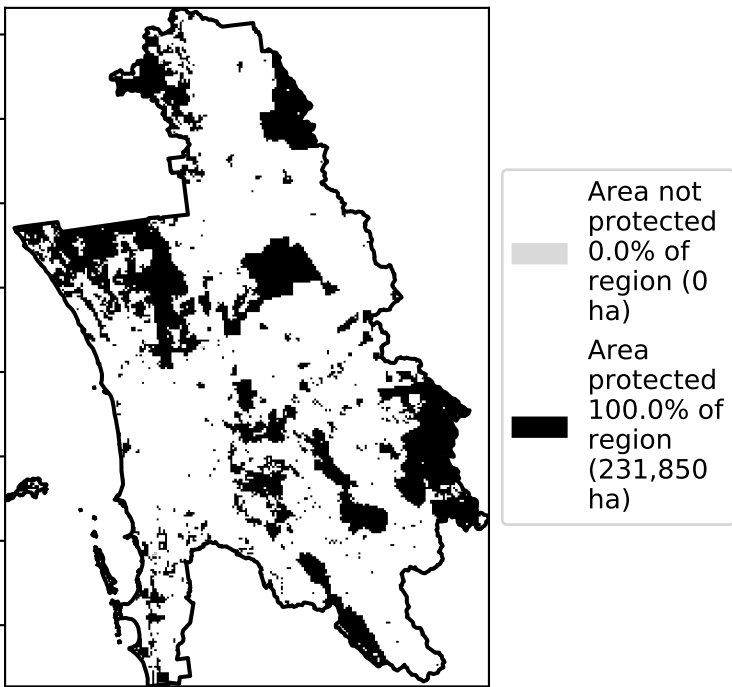 Area not
protected
0.0% of
region (0
ha)
Area
protected
100.0% of
region
(231,850
ha)